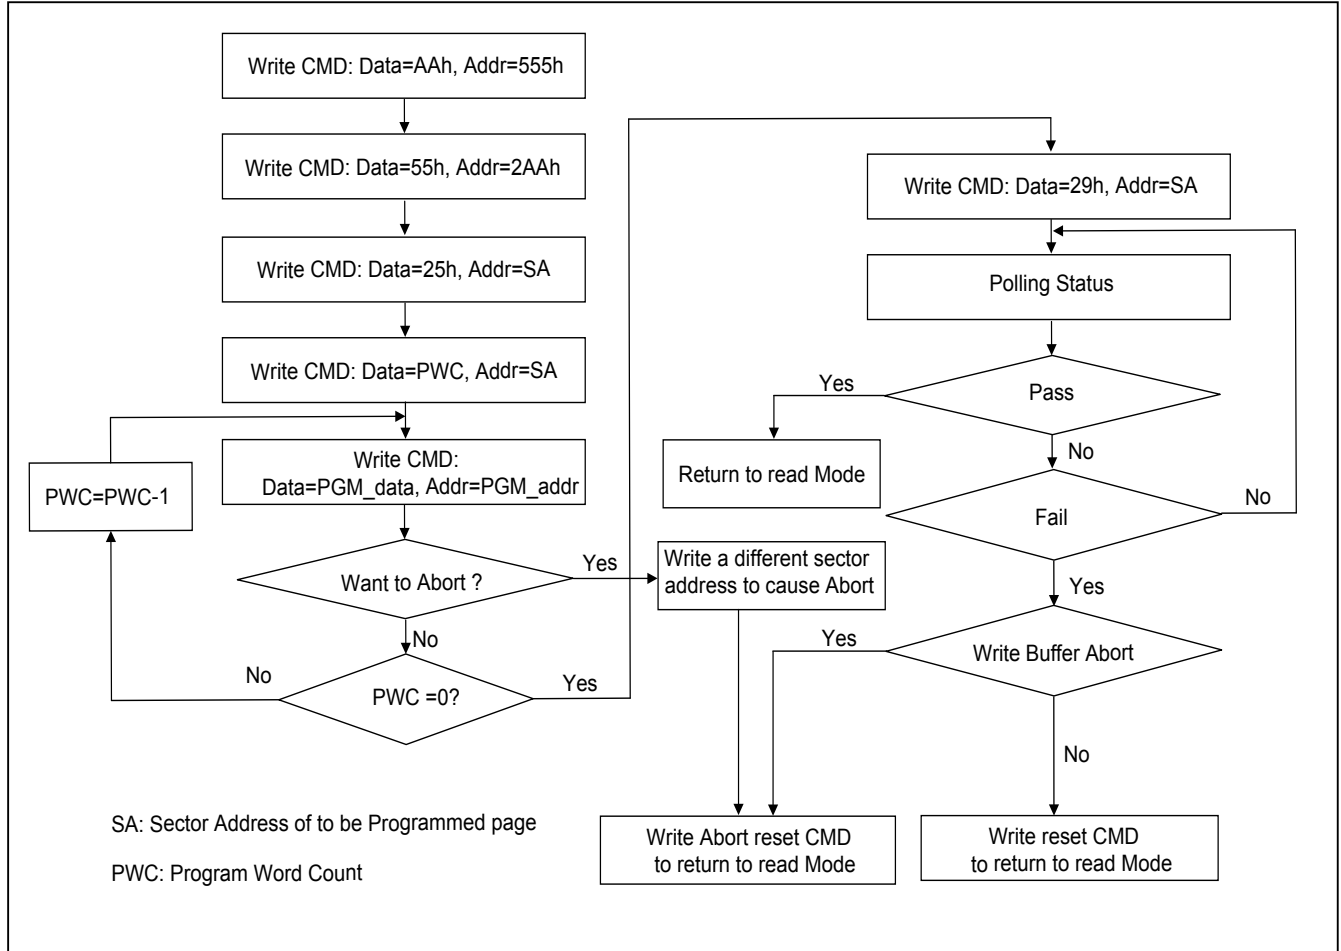 Write CMD: Data=AAh, Addr=555h
Write CMD: Data=55h, Addr=2AAh
Write CMD: Data=25h, Addr=SA
Write CMD: Data=PWC, Addr=SA
Write CMD:
Data=PGM_data, Addr=PGM_addr
PWC=PWC-1
Want to Abort ?
Yes
No
PWC =0?
No
Yes
Write a different sector
address to cause Abort
Write CMD: Data=29h, Addr=SA
Polling Status
Pass
Yes
No
Return to read Mode
Fail
No
Yes
Write Buffer Abort
Yes
No
Write Abort reset CMD
to return to read Mode
Write reset CMD
to return to read Mode
SA: Sector Address of to be Programmed page
PWC: Program Word Count